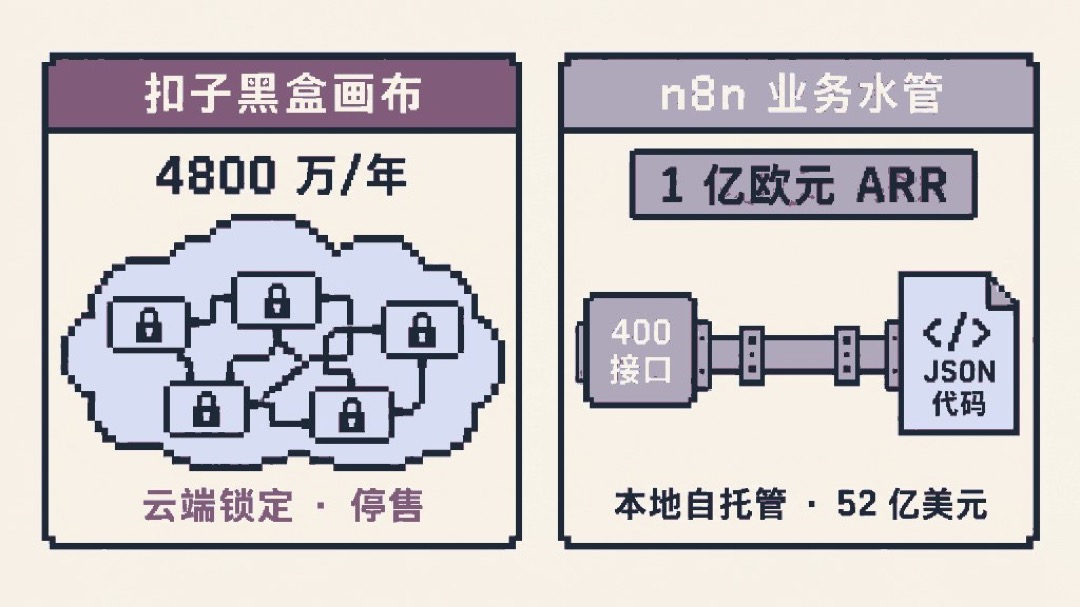 扣子黑盒画布
4800 万/年
云端锁定 · 停售
n8n 业务水管
1 亿欧元 ARR
400
接口
</>
JSON
代码
本地自托管 · 52 亿美元